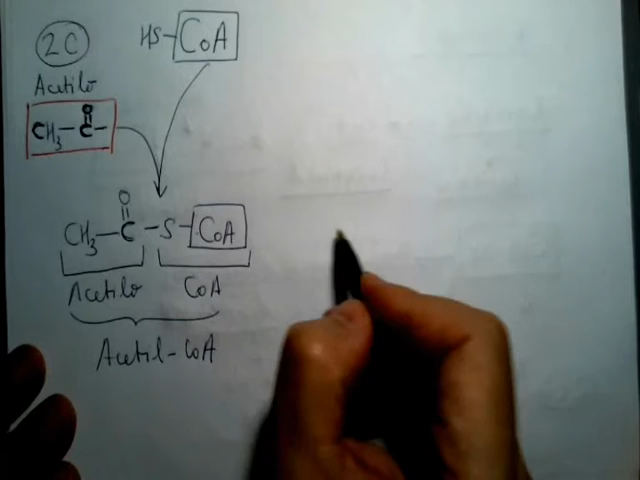 2C
HS-CoA
Acetilo
O
CH3-C-
O
CH3-C-S-CoA
Acetilo CoA
Acetil-CoA